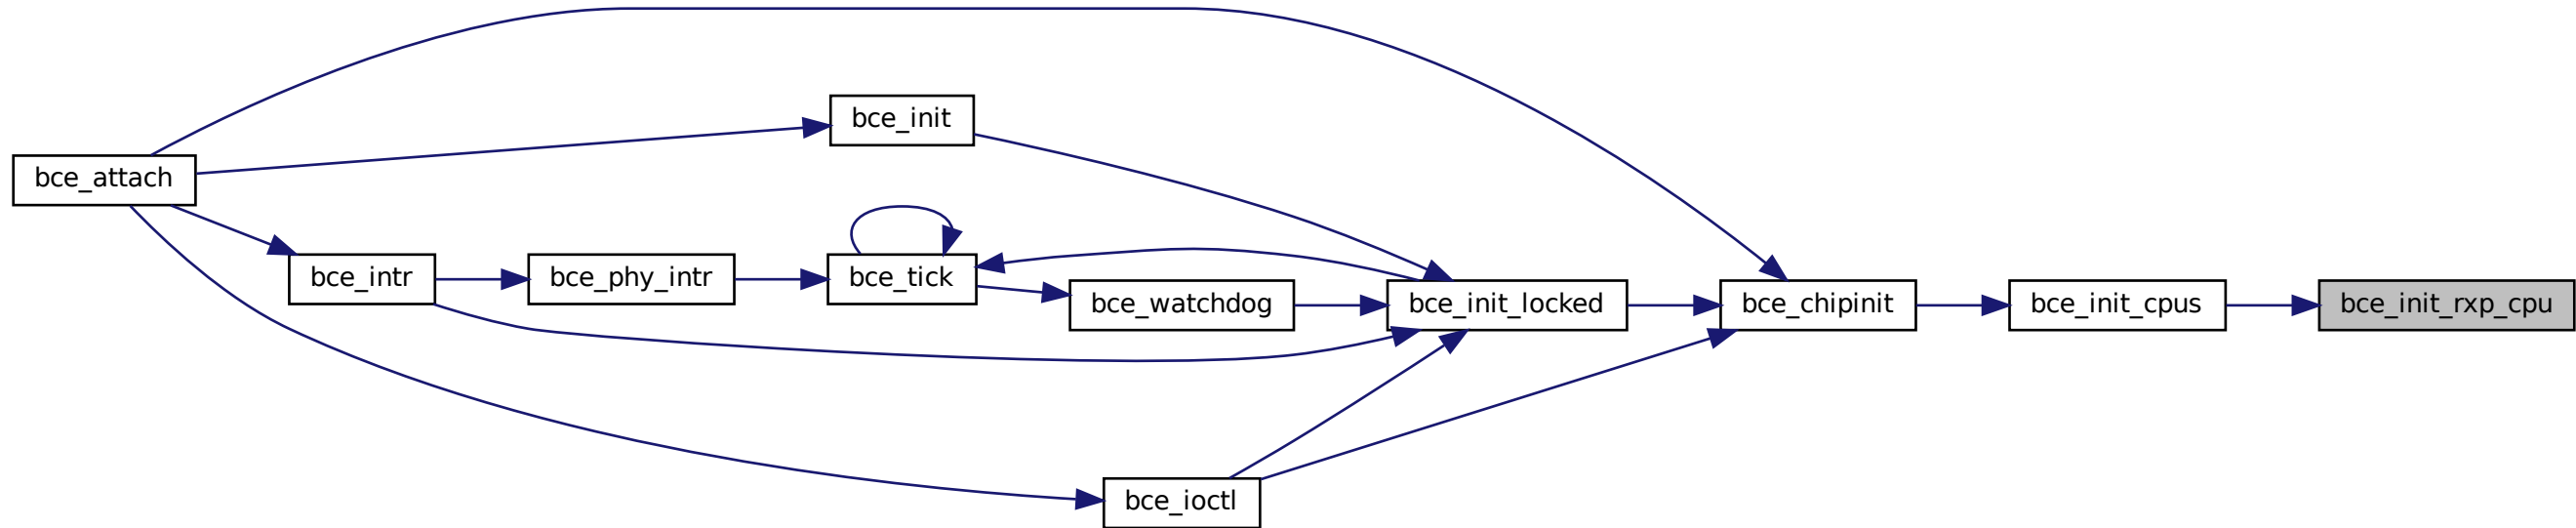 bce_attach
bce_init
bce_intr
bce_phy_intr
bce_tick
bce_watchdog
bce_init_locked
bce_chipinit
bce_init_cpus
bce_init_rxp_cpu
bce_ioctl